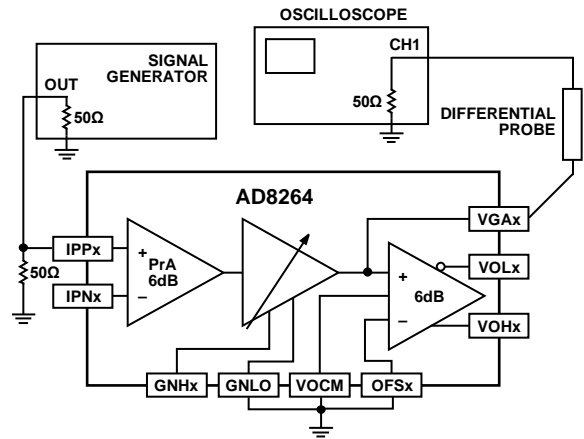 OSCILLOSCOPE
CH1
SIGNAL
GENERATOR
OUT
50Ω
50Ω
DIFFERENTIAL
PROBE
AD8264
VGAx
IPPx
+
PrA
6dB
–
50Ω
IPNx
+
6dB
–
VOLx
VOHx
GNHx
GNLO
VOCM
OFSx